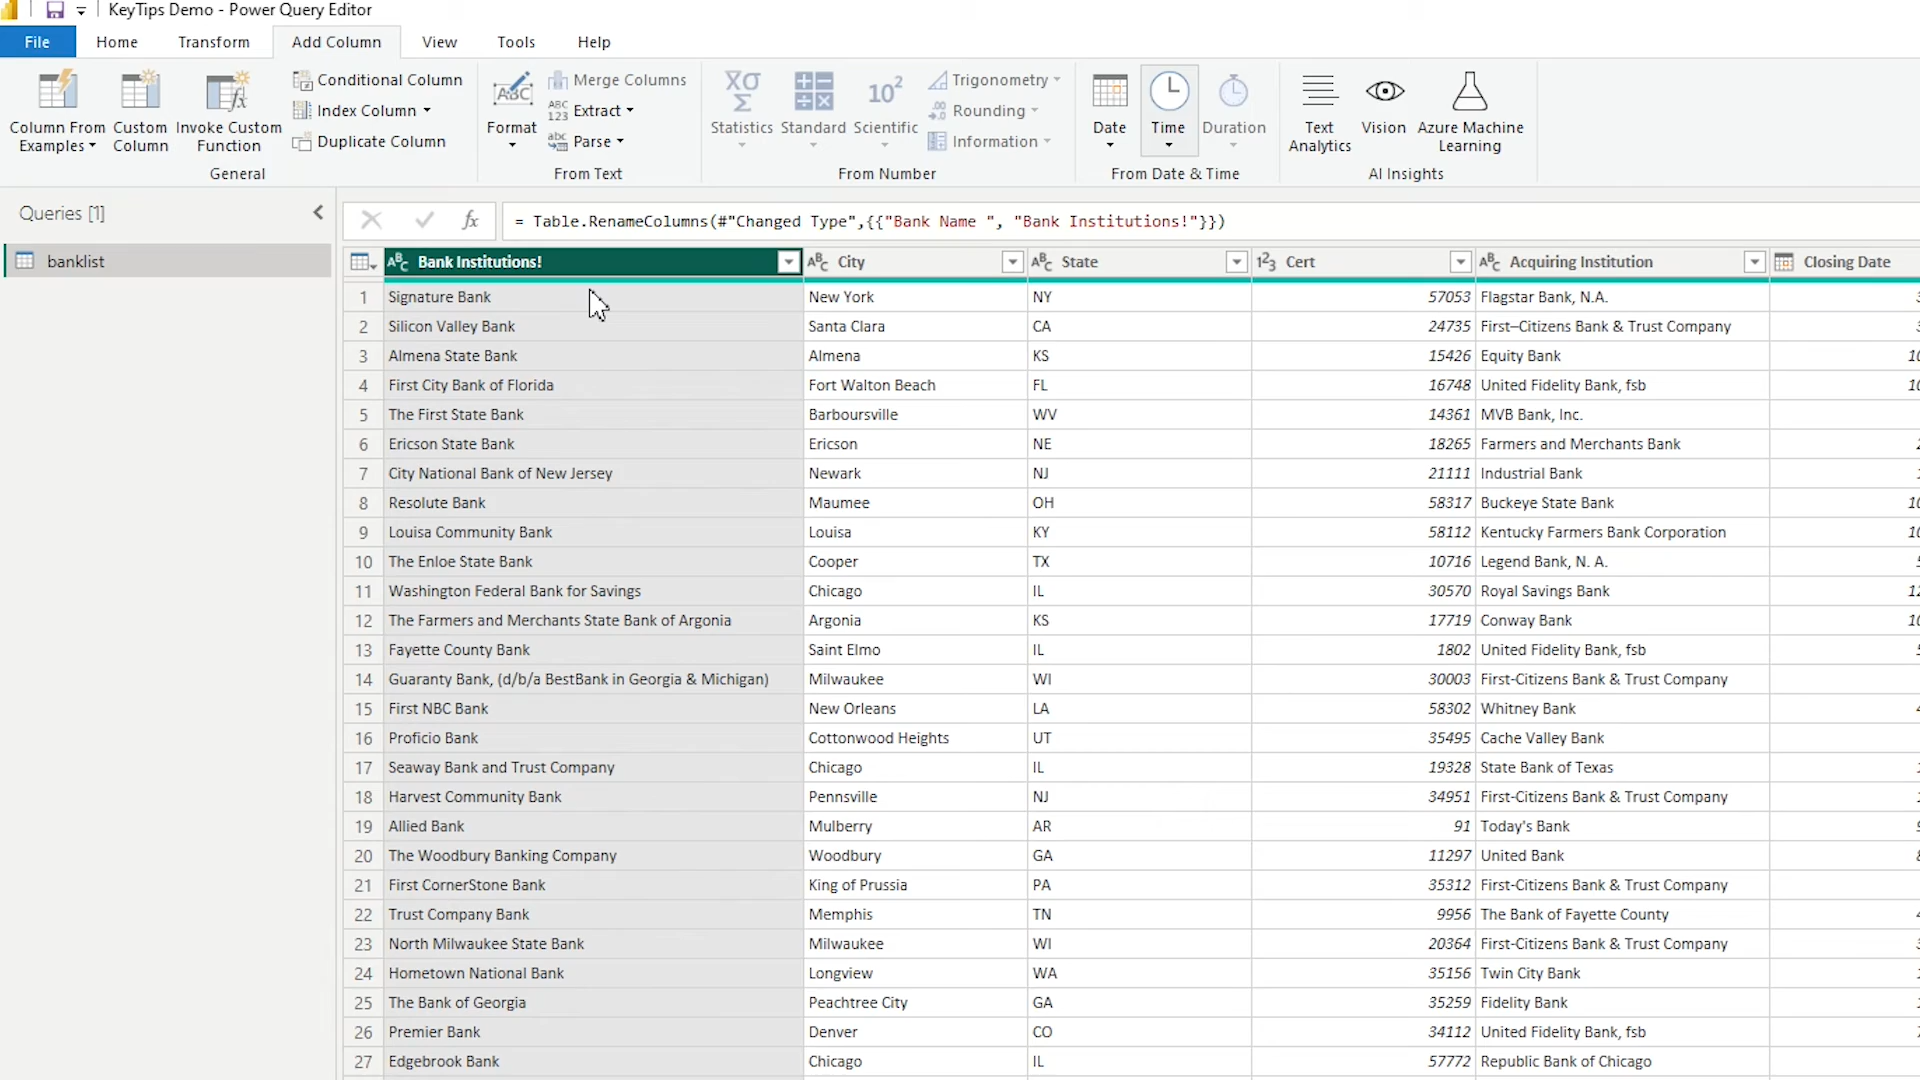 KeyTips Demo - Power Query Editor
File Home Transform Add Column View Tools Help
Column From Examples
Custom Column
Invoke Custom Function
Conditional Column
Index Column
Duplicate Column
General
ABC
Format
Merge Columns
ABC 123 Extract
abc Parse
From Text
XσΣ
Statistics
Standard
10² Scientific
Trigonometry
.00 Rounding
Information
From Number
Date
Time
Duration
From Date & Time
Text Analytics
Vision
Azure Machine Learning
AI Insights
Queries [1]
banklist
fx = Table.RenameColumns(#"Changed Type",{{"Bank Name ", "Bank Institutions!"}})
ABC Bank Institutions! ABC City ABC State 123 Cert ABC Acquiring Institution Closing Date
1 Signature Bank New York NY 57053 Flagstar Bank, N.A.
2 Silicon Valley Bank Santa Clara CA 24735 First–Citizens Bank & Trust Company
3 Almena State Bank Almena KS 15426 Equity Bank
4 First City Bank of Florida Fort Walton Beach FL 16748 United Fidelity Bank, fsb
5 The First State Bank Barboursville WV 14361 MVB Bank, Inc.
6 Ericson State Bank Ericson NE 18265 Farmers and Merchants Bank
7 City National Bank of New Jersey Newark NJ 21111 Industrial Bank
8 Resolute Bank Maumee OH 58317 Buckeye State Bank
9 Louisa Community Bank Louisa KY 58112 Kentucky Farmers Bank Corporation
10 The Enloe State Bank Cooper TX 10716 Legend Bank, N. A.
11 Washington Federal Bank for Savings Chicago IL 30570 Royal Savings Bank
12 The Farmers and Merchants State Bank of Argonia Argonia KS 17719 Conway Bank
13 Fayette County Bank Saint Elmo IL 1802 United Fidelity Bank, fsb
14 Guaranty Bank, (d/b/a BestBank in Georgia & Michigan) Milwaukee WI 30003 First-Citizens Bank & Trust Company
15 First NBC Bank New Orleans LA 58302 Whitney Bank
16 Proficio Bank Cottonwood Heights UT 35495 Cache Valley Bank
17 Seaway Bank and Trust Company Chicago IL 19328 State Bank of Texas
18 Harvest Community Bank Pennsville NJ 34951 First-Citizens Bank & Trust Company
19 Allied Bank Mulberry AR 91 Today's Bank
20 The Woodbury Banking Company Woodbury GA 11297 United Bank
21 First CornerStone Bank King of Prussia PA 35312 First-Citizens Bank & Trust Company
22 Trust Company Bank Memphis TN 9956 The Bank of Fayette County
23 North Milwaukee State Bank Milwaukee WI 20364 First-Citizens Bank & Trust Company
24 Hometown National Bank Longview WA 35156 Twin City Bank
25 The Bank of Georgia Peachtree City GA 35259 Fidelity Bank
26 Premier Bank Denver CO 34112 United Fidelity Bank, fsb
27 Edgebrook Bank Chicago IL 57772 Republic Bank of Chicago